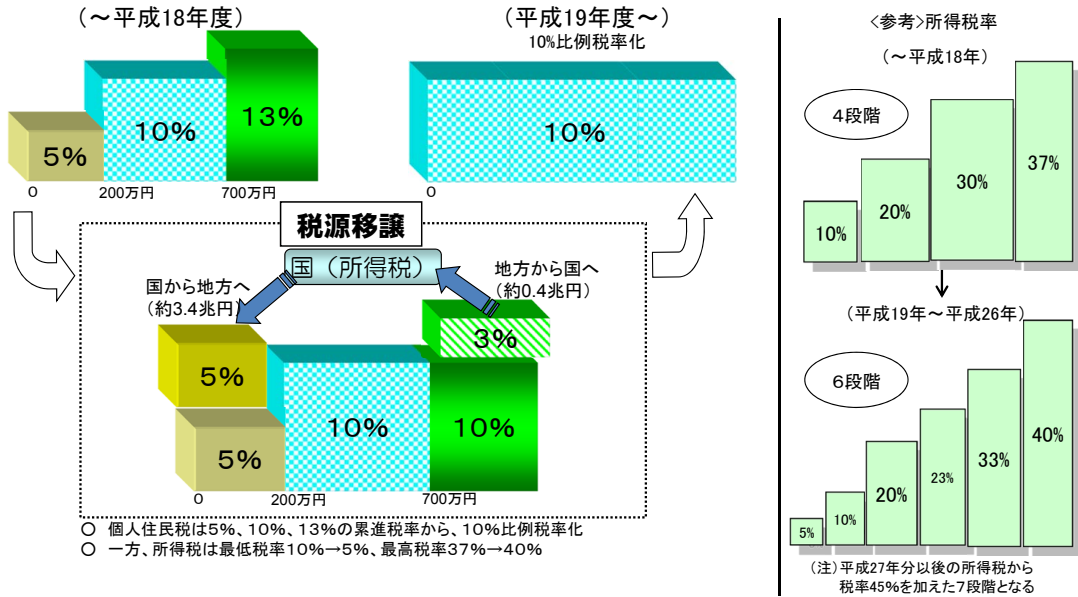 （～平成18年度）
5%
10%
13%
0
200万円
700万円
（平成19年度～）
10%比例税率化
10%
0
税源移譲
国（所得税）
国から地方へ
（約3.4兆円）
地方から国へ
（約0.4兆円）
5%
5%
10%
3%
10%
0
200万円
700万円
○ 個人住民税は5%、10%、13%の累進税率から、10%比例税率化
○ 一方、所得税は最低税率10%→5%、最高税率37%→40%
＜参考＞所得税率
（～平成18年）
4段階
10%
20%
30%
37%
（平成19年～平成26年）
6段階
5%
10%
20%
23%
33%
40%
（注）平成27年分以後の所得税から
税率45%を加えた7段階となる